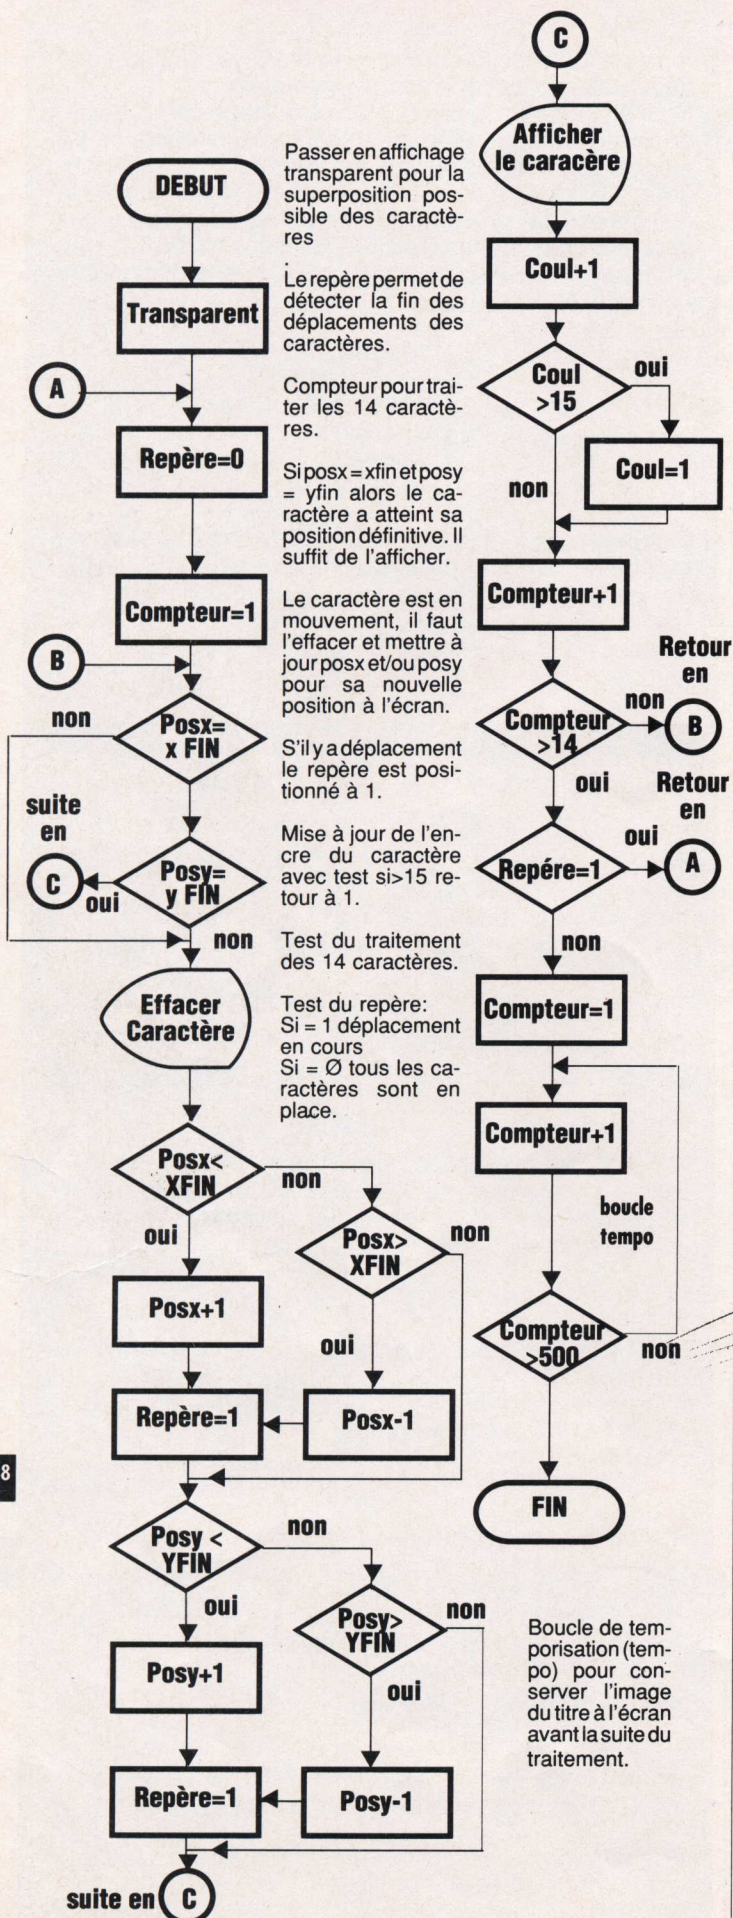 DEBUT
Transparent
A
Repère=0
Compteur=1
B
non
Posx=
x FIN
suite
en
C
oui
Posy=
y FIN
non
Effacer
Caractère
Posx<
XFIN
non
oui
Posx>
XFIN
non
Posx+1
oui
Repère=1
Posx-1
8
Posy <
YFIN
non
oui
Posy>
YFIN
non
Posy+1
oui
Repère=1
Posy-1
suite en
C
Passer en affichage
transparent pour la
superposition pos-
sible des caractè-
res
.
Le repère permet de
détecter la fin des
déplacements des
caractères.
Compteur pour trai-
ter les 14 caractè-
res.
Si posx = xfin et posy
= yfin alors le ca-
ractère a atteint sa
position définitive. Il
suffit de l'afficher.
Le caractère est en
mouvement, il faut
l'effacer et mettre à
jour posx et/ou posy
pour sa nouvelle
position à l'écran.
S'il y a déplacement
le repère est posi-
tionné à 1.
Mise à jour de l'en-
cre du caractère
avec test si>15 re-
tour à 1.
Test du traitement
des 14 caractères.
Test du repère:
Si = 1 déplacement
en cours
Si = Ø tous les ca-
ractères sont en
place.
C
Afficher
le caracère
Coul+1
Coul
>15
oui
Coul=1
non
Compteur+1
Compteur
>14
non
Retour
en
B
oui
Repére=1
oui
Retour
en
A
non
Compteur=1
Compteur+1
boucle
tempo
Compteur
>500
non
FIN
Boucle de tem-
porisation (tem-
po) pour con-
server l'image
du titre à l'écran
avant la suite du
traitement.